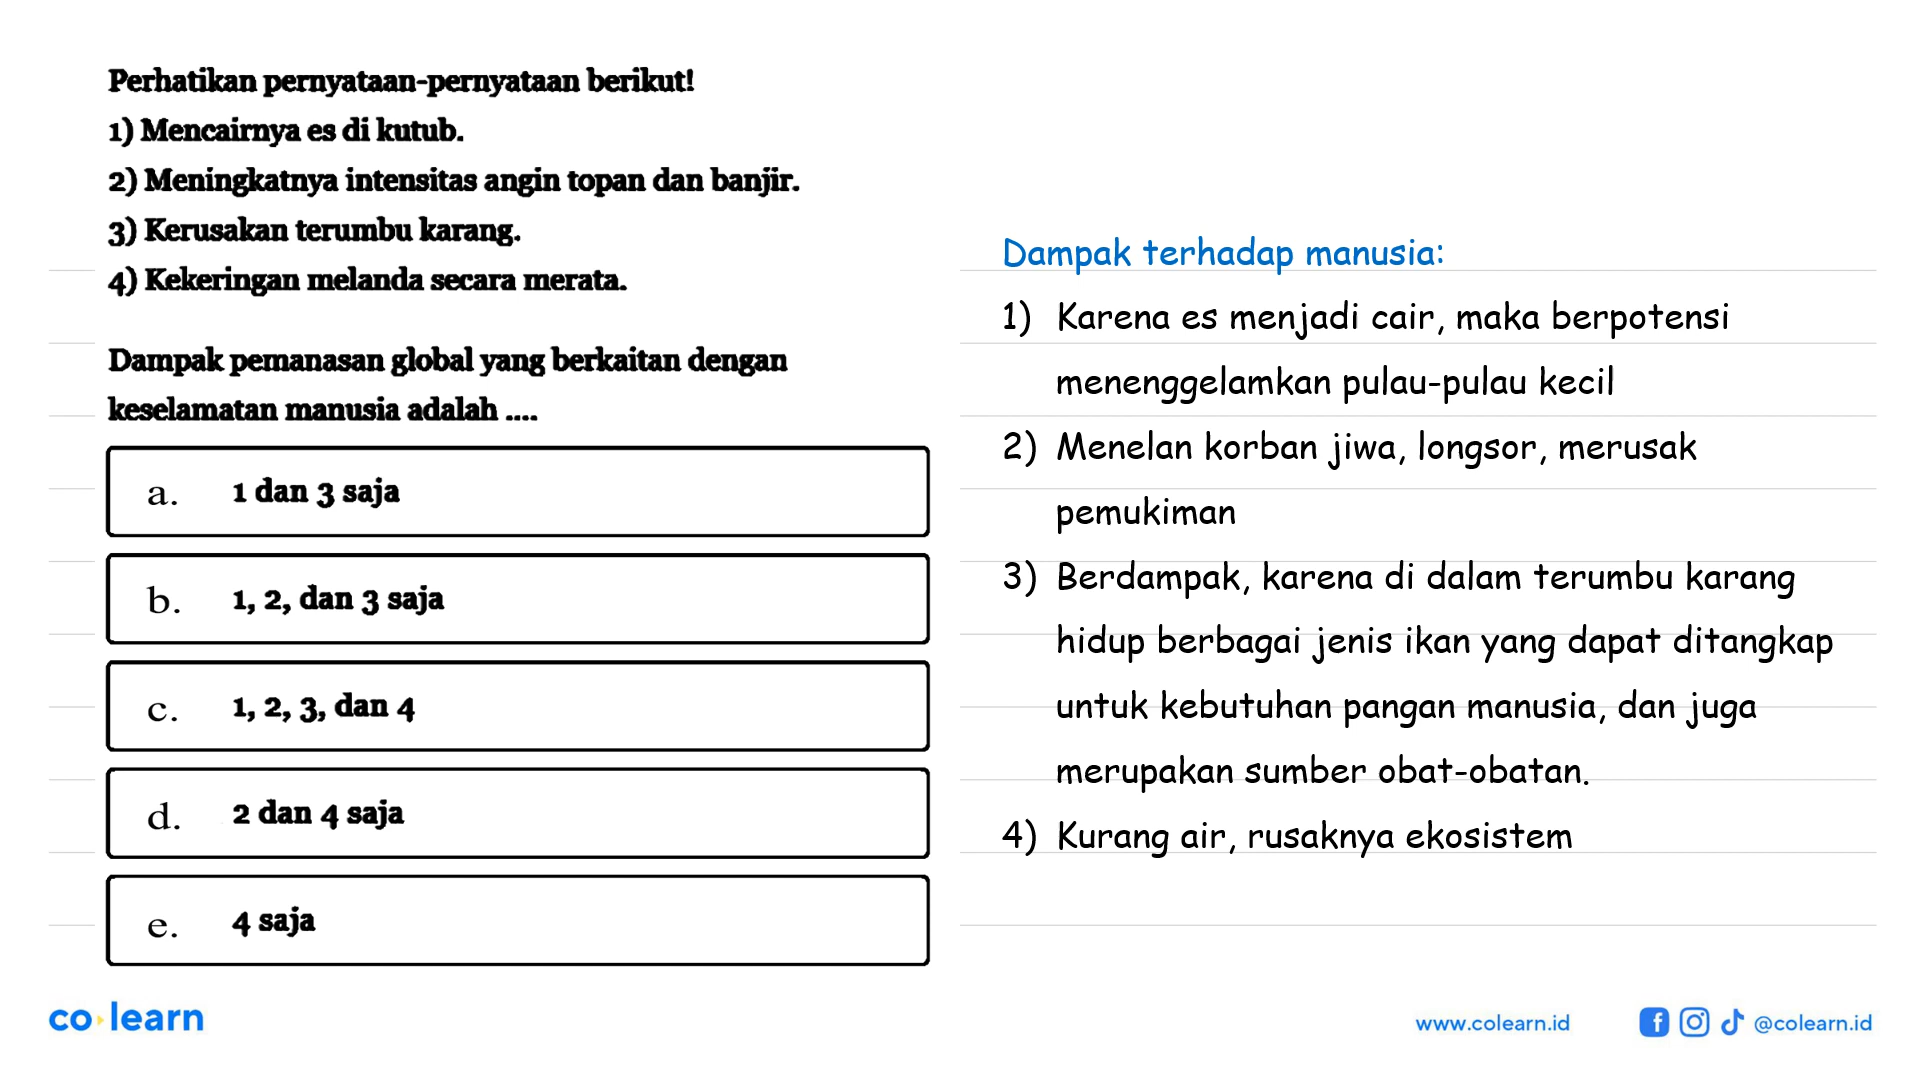 Perhatikan pernyataan-pernyataan berikut!
1) Mencairnya es di kutub.
2) Meningkatnya intensitas angin topan dan banjir.
3) Kerusakan terumbu karang.
4) Kekeringan melanda secara merata.
Dampak pemanasan global yang berkaitan dengan
keselamatan manusia adalah ....
a. 1 dan 3 saja
b. 1, 2, dan 3 saja
c. 1, 2, 3, dan 4
d. 2 dan 4 saja
e. 4 saja
Dampak terhadap manusia:
1) Karena es menjadi cair, maka berpotensi
menenggelamkan pulau-pulau kecil
2) Menelan korban jiwa, longsor, merusak
pemukiman
3) Berdampak, karena di dalam terumbu karang
hidup berbagai jenis ikan yang dapat ditangkap
untuk kebutuhan pangan manusia, dan juga
merupakan sumber obat-obatan.
4) Kurang air, rusaknya ekosistem
co learn
www.colearn.id
@colearn.id